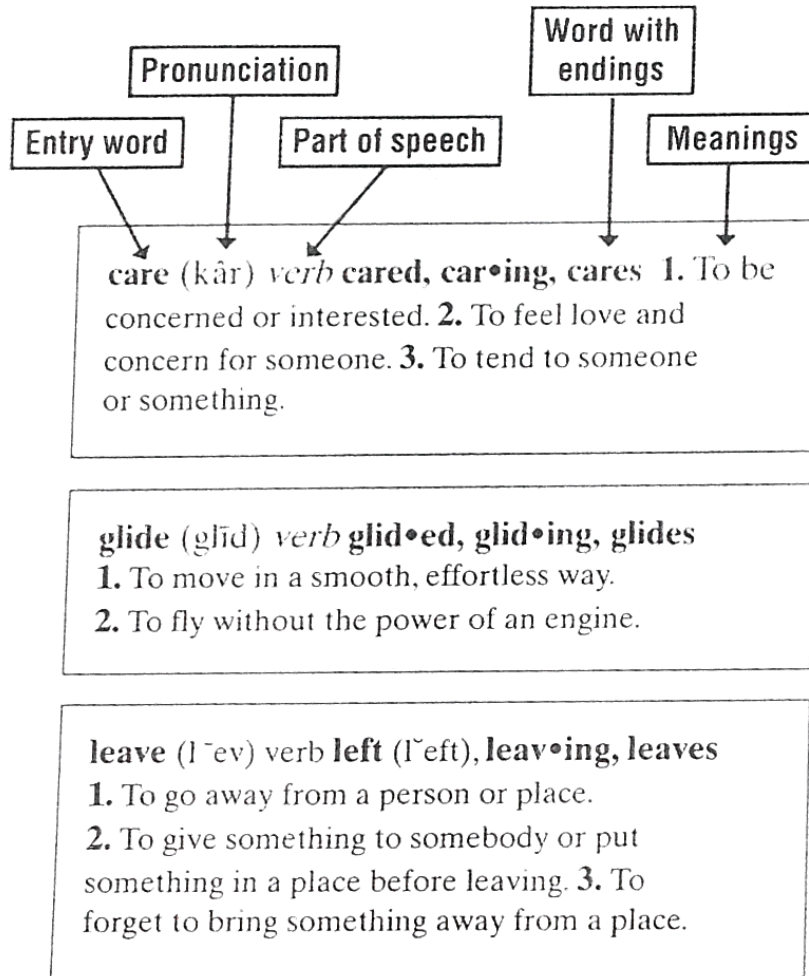 Word with
endings
Pronunciation
Entry word
Part of speech
Meanings
care (kâr) verb cared, car•ing, cares 1. To be
concerned or interested. 2. To feel love and
concern for someone. 3. To tend to someone
or something.
glide (glīd) verb glid•ed, glid•ing, glides
1. To move in a smooth, effortless way.
2. To fly without the power of an engine.
leave (l ˉev) verb left (l˘eft), leav•ing, leaves
1. To go away from a person or place.
2. To give something to somebody or put
something in a place before leaving. 3. To
forget to bring something away from a place.